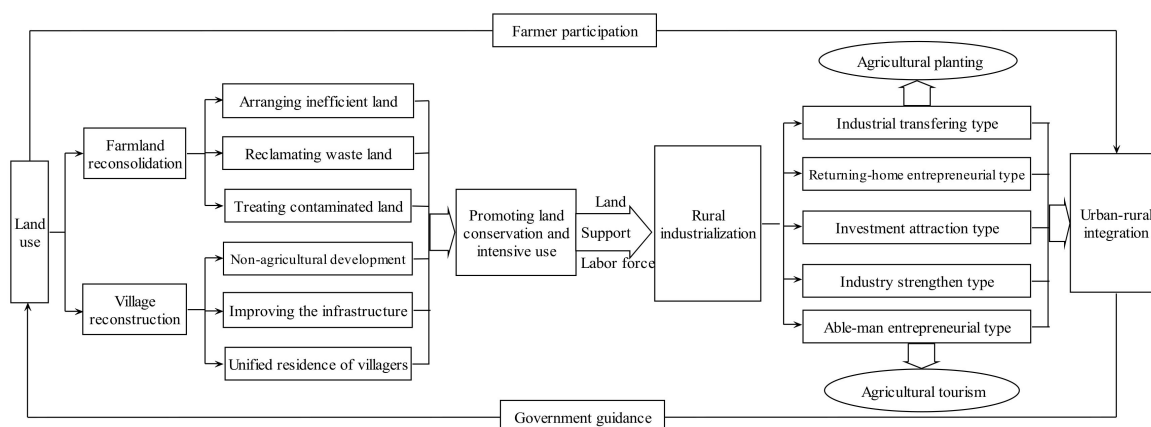 Farmer participation
Agricultural planting
Arranging inefficient land
Industrial transfering type
Farmland
reconsolidation
Reclamating waste land
Returning-home entrepreneurial type
Treating contaminated land
Land
use
Promoting land
conservation and
intensive use
Land
Support
Labor force
Rural
industrialization
Investment attraction type
Urban-rural
integration
Non-agricultural development
Industry strengthen type
Village
reconstruction
Improving the infrastructure
Able-man entrepreneurial type
Unified residence of villagers
Agricultural tourism
Government guidance